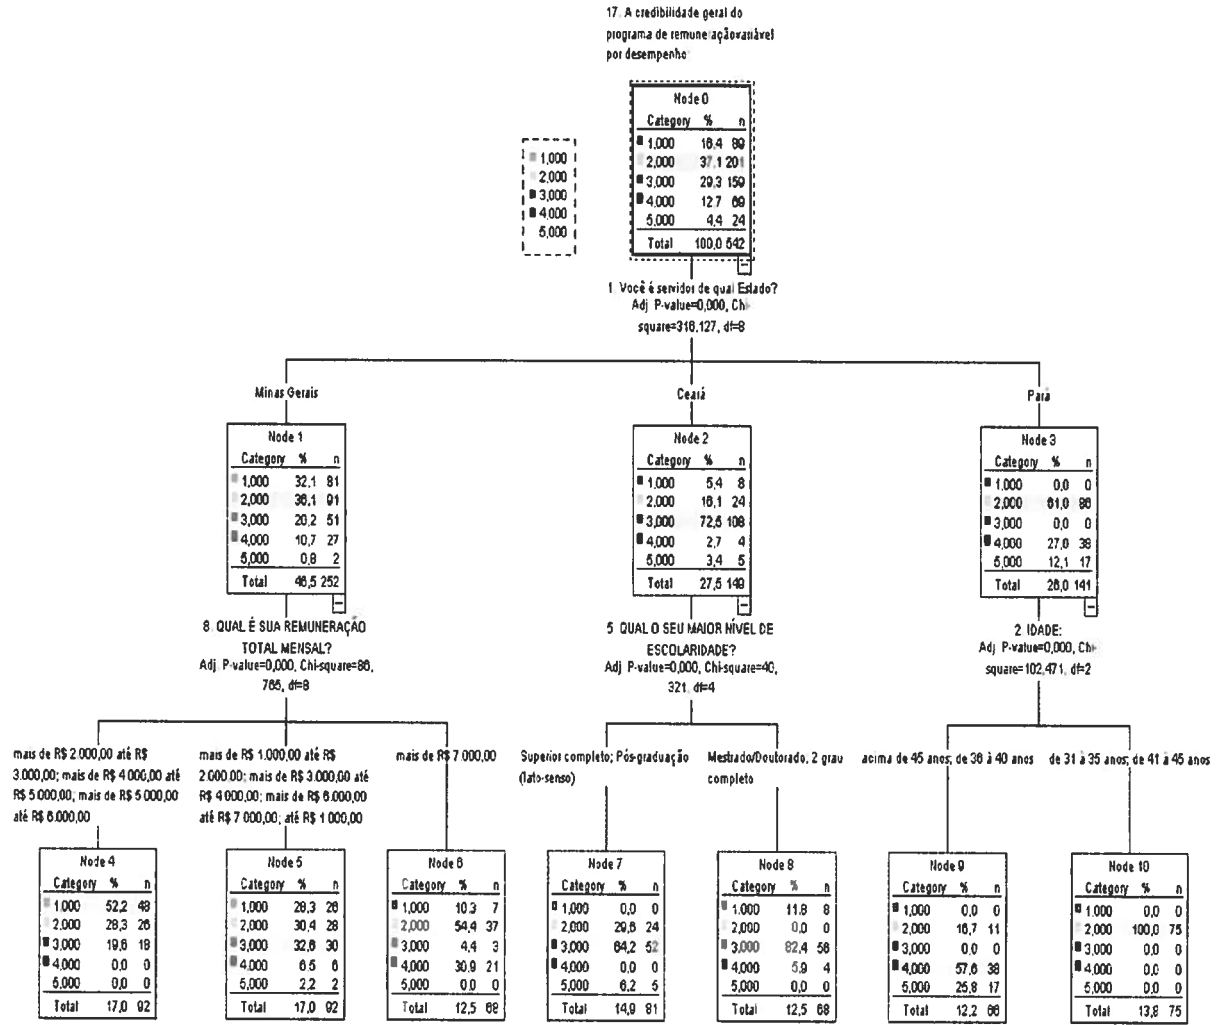 17. A credibilidade geral do
programa de remuneraçãovariável
por desempenho
Node 0
Category % n
1,000 16,4 89
2,000 37,1 201
3,000 29,3 159
4,000 12,7 69
5,000 4,4 24
Total 100,0 542
1,000
2,000
3,000
4,000
5,000
1. Você é servidor de qual Estado?
Adj. P-value=0,000, Chi-
square=316,127, df=8
Minas Gerais
Ceará
Pará
Node 1
Category % n
1,000 32,1 81
2,000 36,1 91
3,000 20,2 51
4,000 10,7 27
5,000 0,8 2
Total 46,5 252
Node 2
Category % n
1,000 5,4 8
2,000 16,1 24
3,000 72,5 108
4,000 2,7 4
5,000 3,4 5
Total 27,5 149
Node 3
Category % n
1,000 0,0 0
2,000 61,0 86
3,000 0,0 0
4,000 27,0 38
5,000 12,1 17
Total 26,0 141
8. QUAL É SUA REMUNERAÇÃO
TOTAL MENSAL?
Adj. P-value=0,000, Chi-square=86,
765, df=8
5. QUAL O SEU MAIOR NÍVEL DE
ESCOLARIDADE?
Adj. P-value=0,000, Chi-square=40,
321, df=4
2. IDADE:
Adj. P-value=0,000, Chi-
square=102,471, df=2
mais de R$ 2.000,00 até R$
3.000,00; mais de R$ 4.000,00 até
R$ 5.000,00; mais de R$ 5.000,00
até R$ 6.000,00
mais de R$ 1.000,00 até R$
2.000,00; mais de R$ 3.000,00 até
R$ 4.000,00; mais de R$ 6.000,00
até R$ 7.000,00; até R$ 1.000,00
mais de R$ 7.000,00
Superior completo; Pós-graduação
(lato-senso)
Mestrado/Doutorado; 2 grau
completo
acima de 45 anos; de 36 à 40 anos
de 31 à 35 anos; de 41 à 45 anos
Node 4
Category % n
1,000 52,2 48
2,000 28,3 26
3,000 19,6 18
4,000 0,0 0
5,000 0,0 0
Total 17,0 92
Node 5
Category % n
1,000 28,3 26
2,000 30,4 28
3,000 32,6 30
4,000 6,5 6
5,000 2,2 2
Total 17,0 92
Node 6
Category % n
1,000 10,3 7
2,000 54,4 37
3,000 4,4 3
4,000 30,9 21
5,000 0,0 0
Total 12,5 68
Node 7
Category % n
1,000 0,0 0
2,000 29,6 24
3,000 64,2 52
4,000 0,0 0
5,000 6,2 5
Total 14,9 81
Node 8
Category % n
1,000 11,8 8
2,000 0,0 0
3,000 82,4 56
4,000 5,9 4
5,000 0,0 0
Total 12,5 68
Node 9
Category % n
1,000 0,0 0
2,000 16,7 11
3,000 0,0 0
4,000 57,6 38
5,000 25,8 17
Total 12,2 66
Node 10
Category % n
1,000 0,0 0
2,000 100,0 75
3,000 0,0 0
4,000 0,0 0
5,000 0,0 0
Total 13,8 75